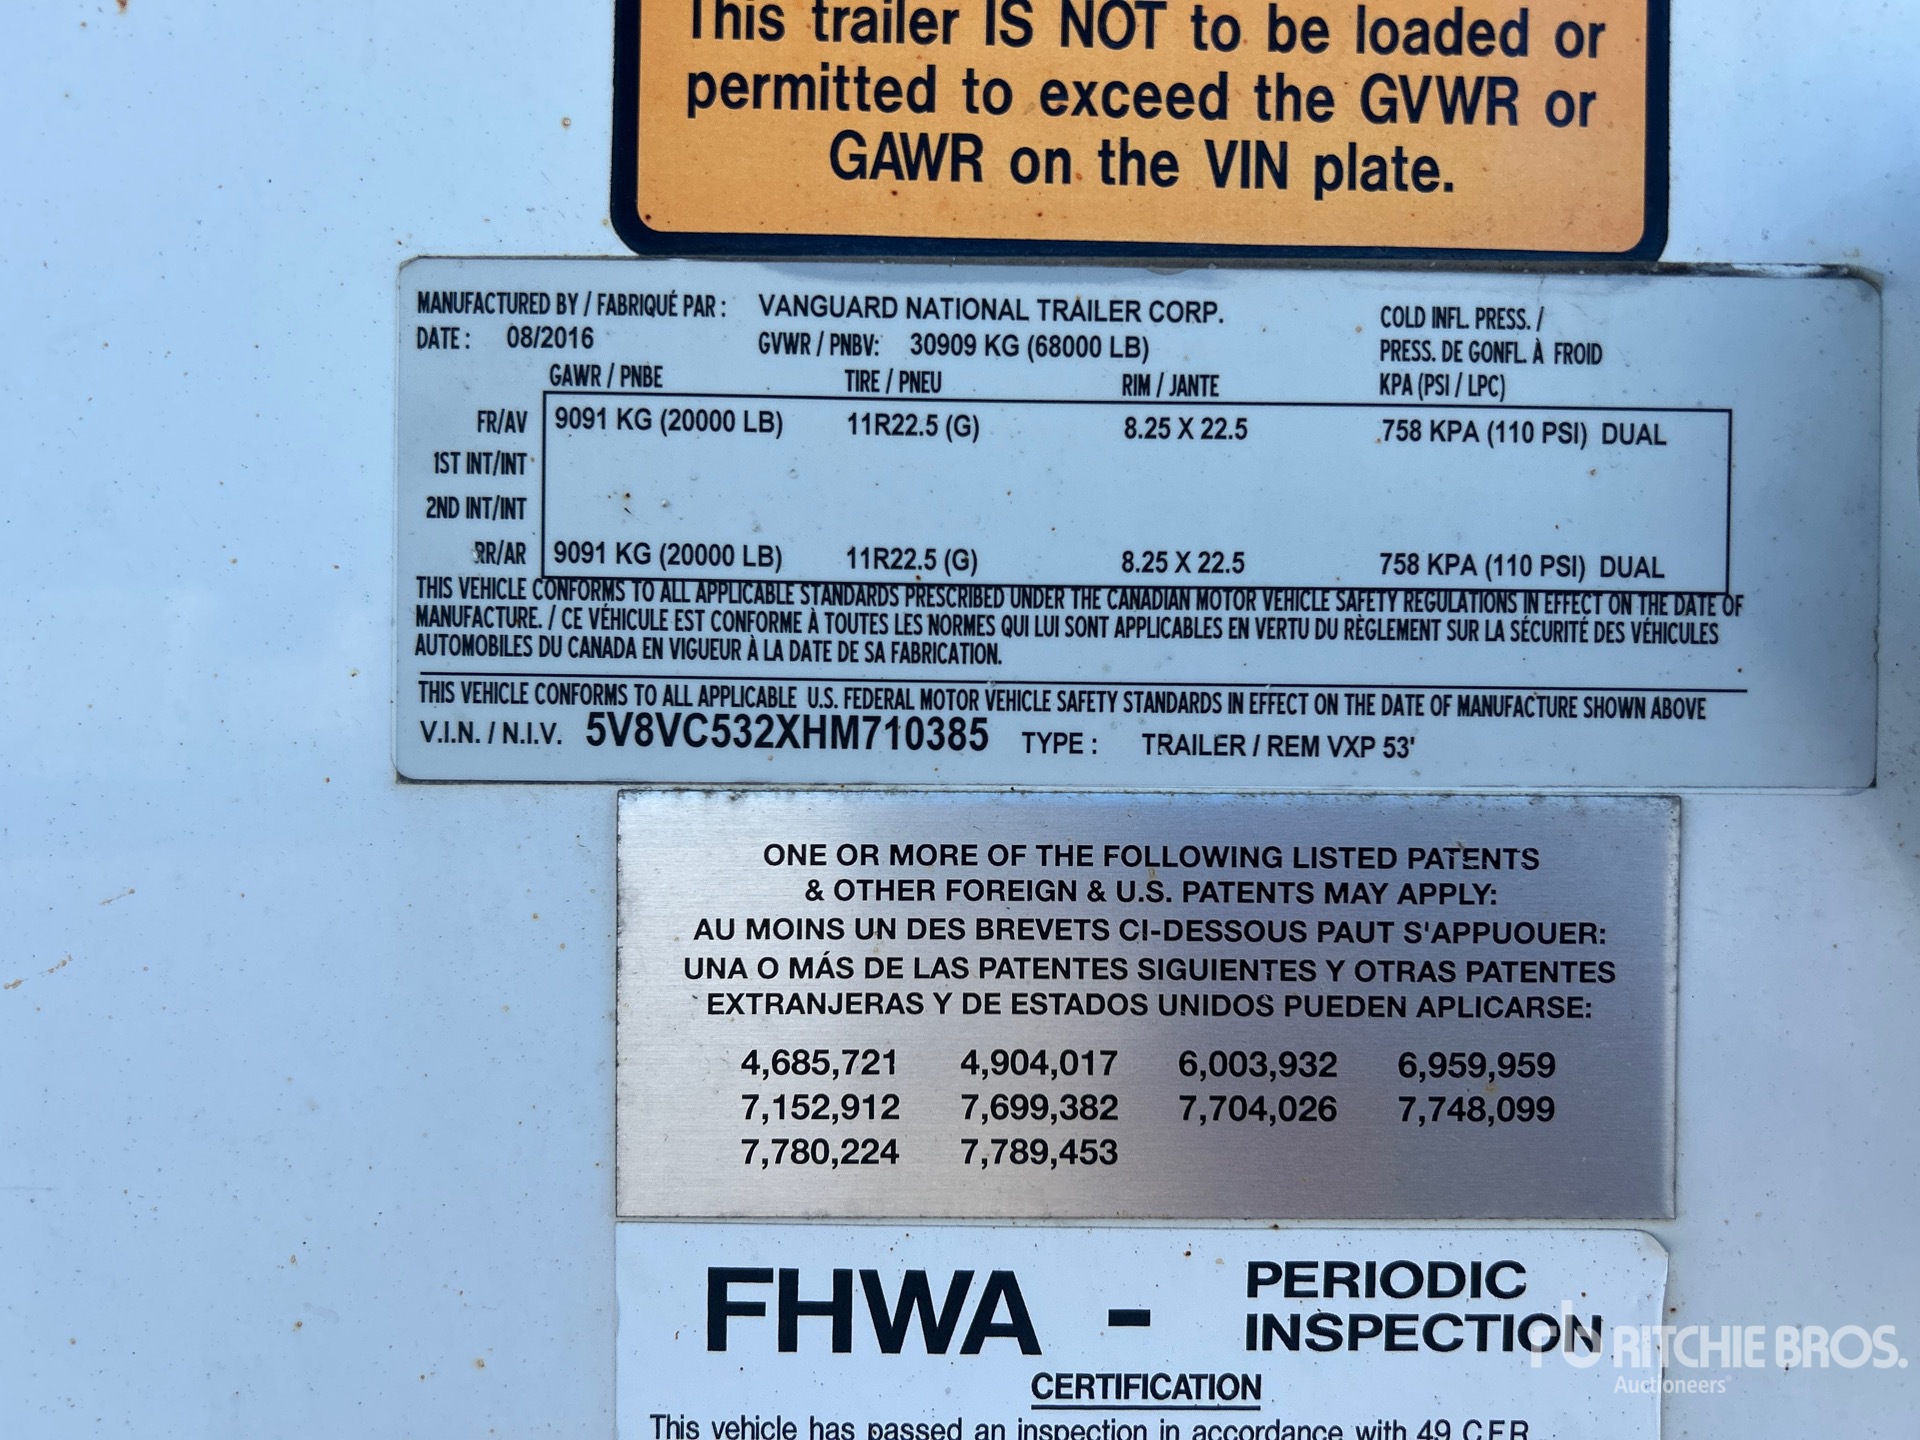 This trailer IS NOT to be loaded or
permitted to exceed the GVWR or
GAWR on the VIN plate.
MANUFACTURED BY / FABRIQUÉ PAR : VANGUARD NATIONAL TRAILER CORP.
DATE : 08/2016 GVWR / PNBV: 30909 KG (68000 LB)
COLD INFL. PRESS. /
PRESS. DE GONFL. À FROID
GAWR / PNBE TIRE / PNEU RIM / JANTE KPA (PSI / LPC)
FR/AV 9091 KG (20000 LB) 11R22.5 (G) 8.25 X 22.5 758 KPA (110 PSI) DUAL
1ST INT/INT
2ND INT/INT
RR/AR 9091 KG (20000 LB) 11R22.5 (G) 8.25 X 22.5 758 KPA (110 PSI) DUAL
THIS VEHICLE CONFORMS TO ALL APPLICABLE STANDARDS PRESCRIBED UNDER THE CANADIAN MOTOR VEHICLE SAFETY REGULATIONS IN EFFECT ON THE DATE OF
MANUFACTURE. / CE VÉHICULE EST CONFORME À TOUTES LES NORMES QUI LUI SONT APPLICABLES EN VERTU DU RÈGLEMENT SUR LA SÉCURITÉ DES VÉHICULES
AUTOMOBILES DU CANADA EN VIGUEUR À LA DATE DE SA FABRICATION.
THIS VEHICLE CONFORMS TO ALL APPLICABLE U.S. FEDERAL MOTOR VEHICLE SAFETY STANDARDS IN EFFECT ON THE DATE OF MANUFACTURE SHOWN ABOVE
V.I.N. / N.I.V. 5V8VC532XHM710385 TYPE : TRAILER / REM VXP 53'
ONE OR MORE OF THE FOLLOWING LISTED PATENTS
& OTHER FOREIGN & U.S. PATENTS MAY APPLY:
AU MOINS UN DES BREVETS CI-DESSOUS PAUT S'APPUOUER:
UNA O MÁS DE LAS PATENTES SIGUIENTES Y OTRAS PATENTES
EXTRANJERAS Y DE ESTADOS UNIDOS PUEDEN APLICARSE:
4,685,721 4,904,017 6,003,932 6,959,959
7,152,912 7,699,382 7,704,026 7,748,099
7,780,224 7,789,453
FHWA - PERIODIC
INSPECTION
CERTIFICATION
This vehicle has passed an inspection in accordance with 49 C.F.R.
rb RITCHIE BROS.
Auctioneers